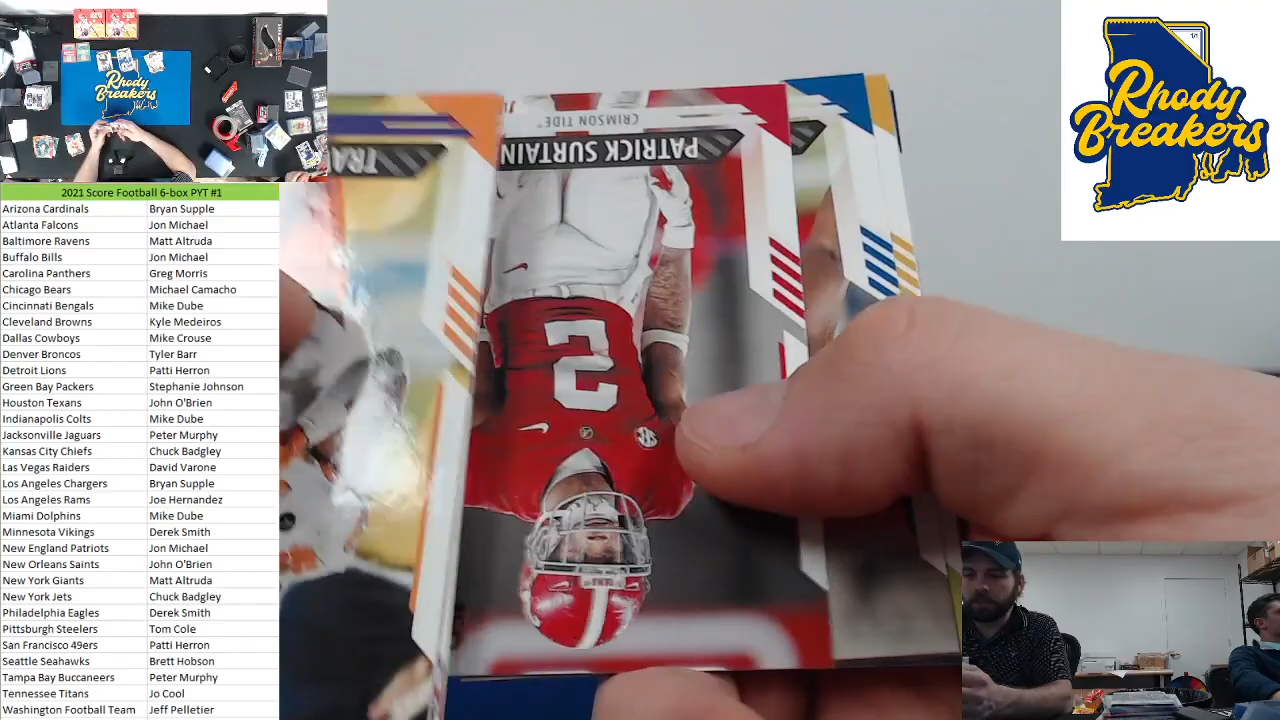 Rhody
Breakers
2021 Score Football 6-box PYT #1
Arizona Cardinals Bryan Supple
Atlanta Falcons Jon Michael
Baltimore Ravens Matt Altruda
Buffalo Bills Jon Michael
Carolina Panthers Greg Morris
Chicago Bears Michael Camacho
Cincinnati Bengals Mike Dube
Cleveland Browns Kyle Medeiros
Dallas Cowboys Mike Crouse
Denver Broncos Tyler Barr
Detroit Lions Patti Herron
Green Bay Packers Stephanie Johnson
Houston Texans John O'Brien
Indianapolis Colts Mike Dube
Jacksonville Jaguars Peter Murphy
Kansas City Chiefs Chuck Badgley
Las Vegas Raiders David Varone
Los Angeles Chargers Bryan Supple
Los Angeles Rams Joe Hernandez
Miami Dolphins Mike Dube
Minnesota Vikings Derek Smith
New England Patriots Jon Michael
New Orleans Saints John O'Brien
New York Giants Matt Altruda
New York Jets Chuck Badgley
Philadelphia Eagles Derek Smith
Pittsburgh Steelers Tom Cole
San Francisco 49ers Patti Herron
Seattle Seahawks Brett Hobson
Tampa Bay Buccaneers Peter Murphy
Tennessee Titans Jo Cool
Washington Football Team Jeff Pelletier
TRA
CRIMSON TIDE
PATRICK SURTAIN
2
Rhody
Breakers